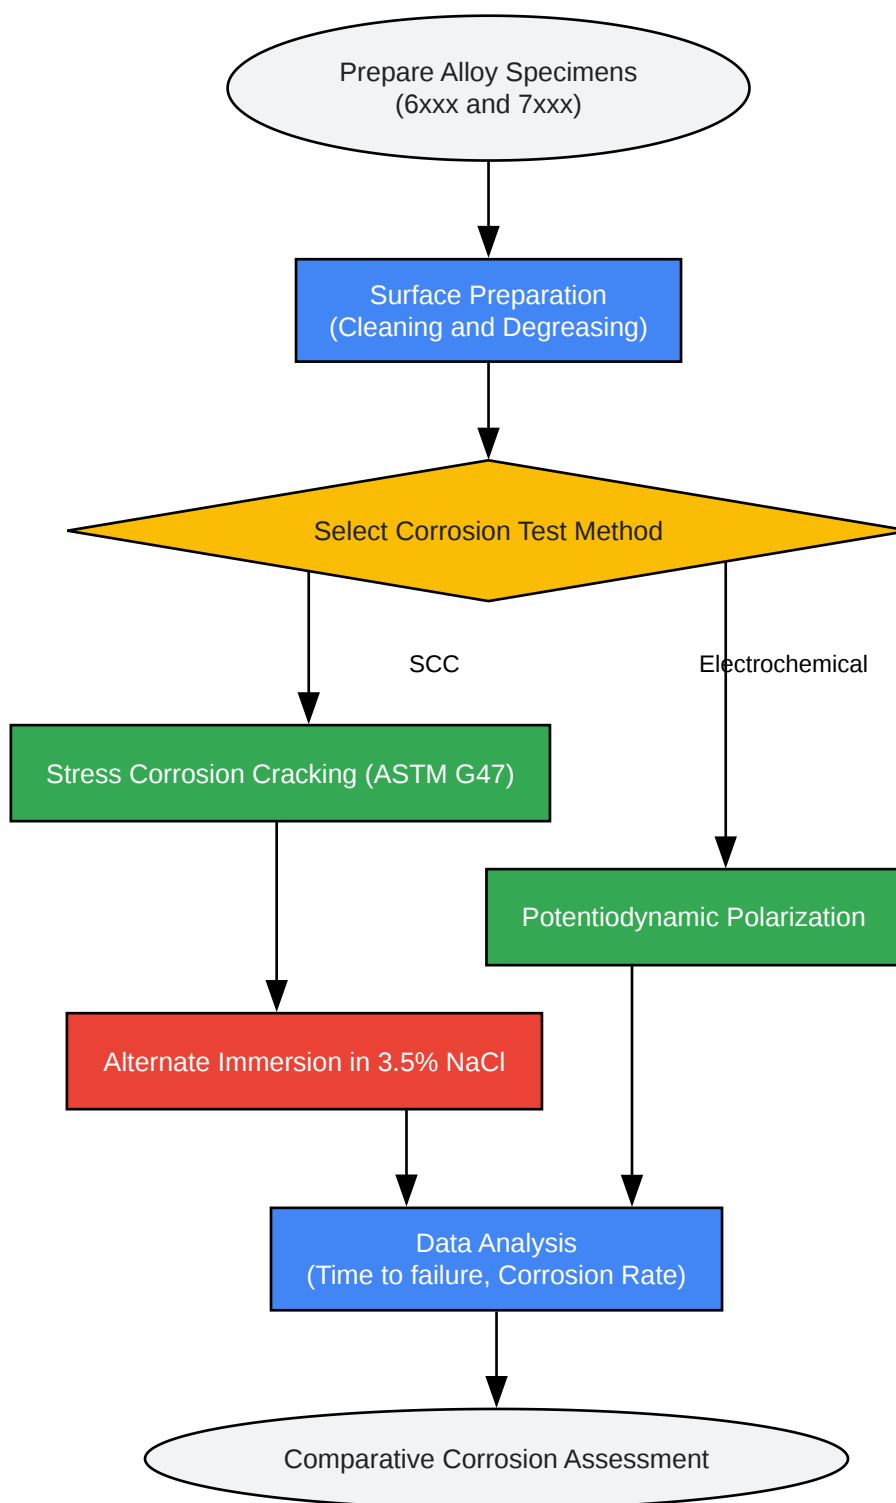 Prepare Alloy Specimens
(6xxx and 7xxx)
Surface Preparation
(Cleaning and Degreasing)
Select Corrosion Test Method
SCC
Electrochemical
Stress Corrosion Cracking (ASTM G47)
Potentiodynamic Polarization
Alternate Immersion in 3.5% NaCl
Data Analysis
(Time to failure, Corrosion Rate)
Comparative Corrosion Assessment